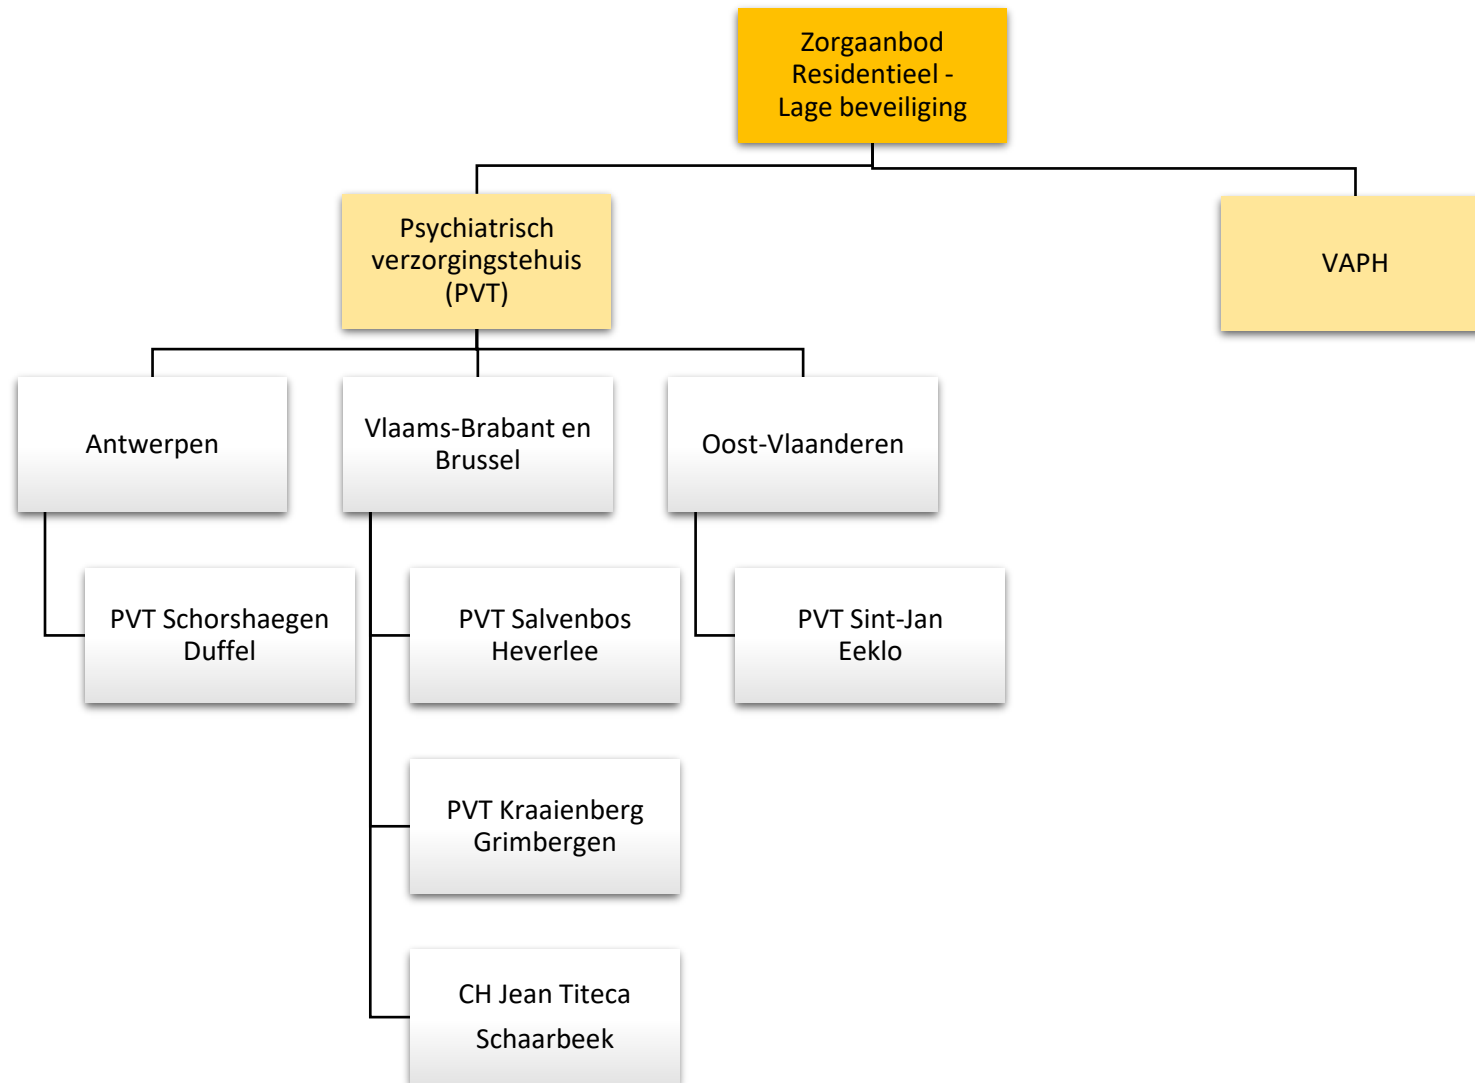 Zorgaanbod
Residentieel -
Lage beveiliging
Psychiatrisch
verzorgingstehuis
(PVT)
VAPH
Antwerpen
Vlaams-Brabant en
Brussel
Oost-Vlaanderen
PVT Schorshaegen
Duffel
PVT Salvenbos
Heverlee
PVT Sint-Jan
Eeklo
PVT Kraaienberg
Grimbergen
CH Jean Titeca
Schaarbeek